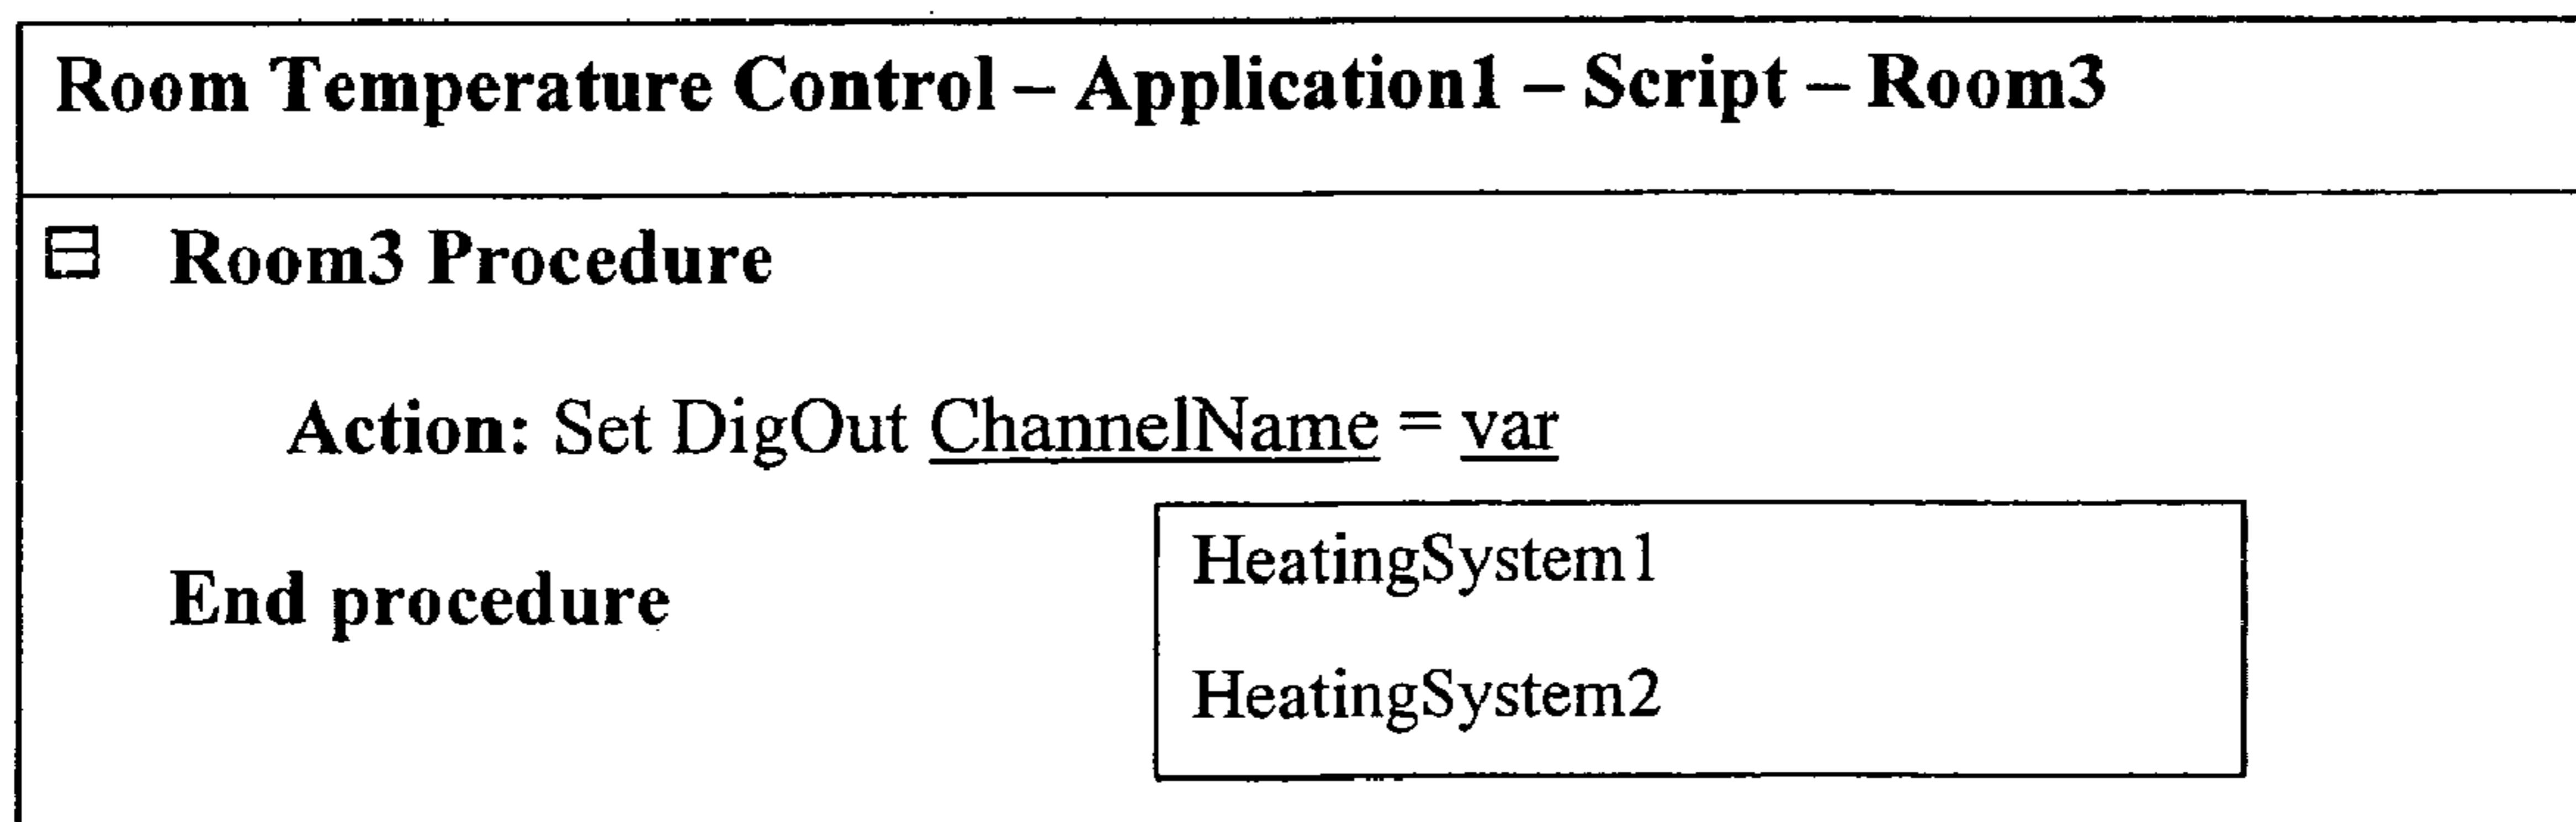 Room Temperature Control – Application1 – Script – Room3
Room3 Procedure
Action: Set DigOut ChannelName = var
HeatingSystem1
End procedure
HeatingSystem2